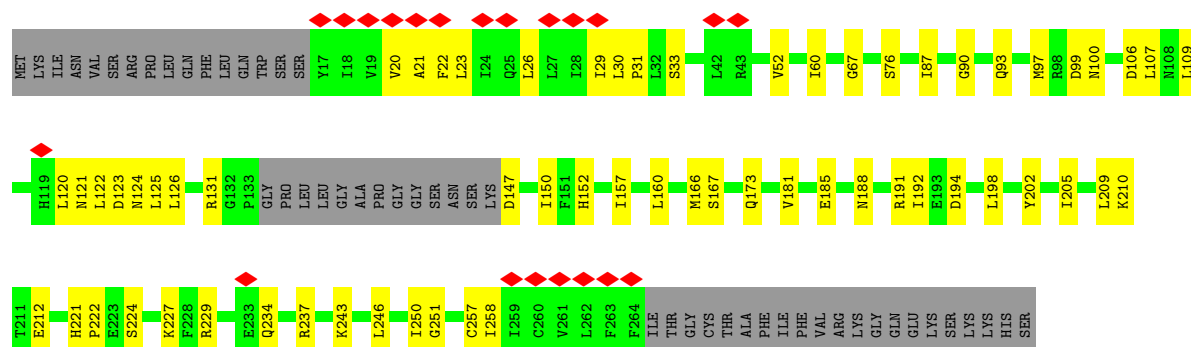 MET LYS ILE ASN VAL SER ARG PRO LEU GLN PHE LEU GLN TRP SER SER Y17 I18 V19 V20 A21 F22 L23 I24 Q25 L26 L27 I28 I29 L30 P31 L32 S33 L42 R43 V52 I60 G67 S76 I87 G90 Q93 M97 R98 D99 N100 D106 L107 N108 L109
H119 L120 N121 L122 D123 N124 L125 L126 R131 G132 P133 GLY PRO LEU LEU GLY ALA PRO GLY GLY SER ASN SER LYS D147 I150 F151 H152 I157 L160 M166 S167 Q173 V181 E185 N188 R191 I192 E193 D194 L198 Y202 I205 L209 K210
T211 E212 H221 P222 E223 S224 K227 F228 R229 E233 Q234 R237 K243 L246 I250 G251 C257 I258 I259 C260 V261 L262 F263 F264 ILE THR GLY CYS THR ALA PHE ILE PHE VAL ARG LYS GLY GLN GLU LYS SER LYS LYS HIS SER